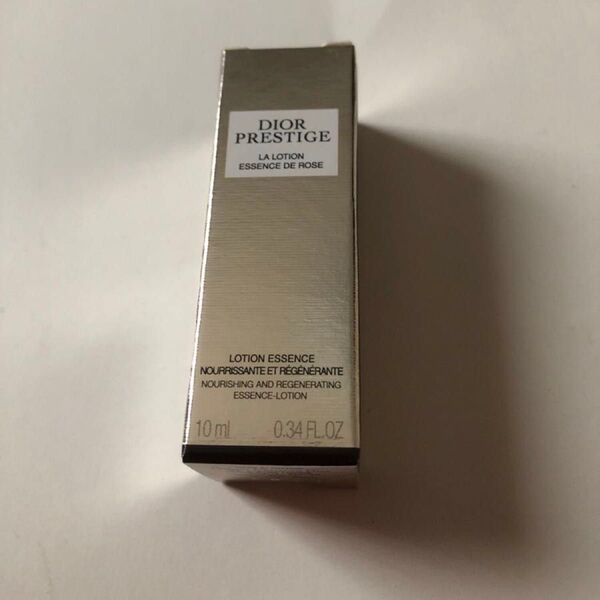 DIOR
PRESTIGE
LA LOTION
ESSENCE DE ROSE
LOTION ESSENCE
NOURRISSANTE ET RÉGÉNÉRANTE
NOURISHING AND REGENERATING
ESSENCE-LOTION
10 ml 0.34 FL.OZ